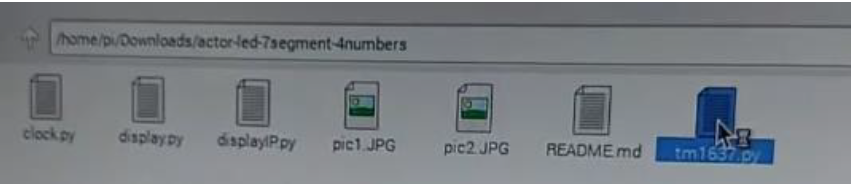 /home/pi/Downloads/actor-led-7segment-4numbers
clock.py display.py displayIP.py pic1.JPG pic2.JPG README.md tm1637.py